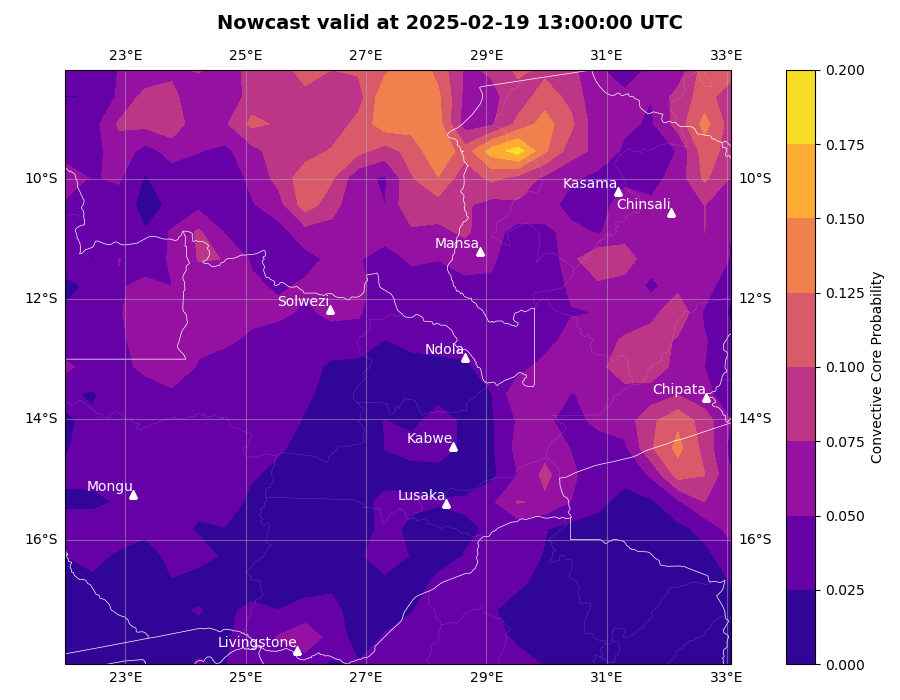 Nowcast valid at 2025-02-19 13:00:00 UTC
23°E 25°E 27°E 29°E 31°E 33°E
0.200
0.175
10°S 10°S
Kasama
Chinsali
0.150
Mansa
0.125
12°S 12°S
Solwezi
Ndola
0.100
Chipata
14°S 14°S
Kabwe
0.075
Mongu
Lusaka
0.050
16°S 16°S
0.025
Livingstone
0.000
23°E 25°E 27°E 29°E 31°E 33°E
Convective Core Probability